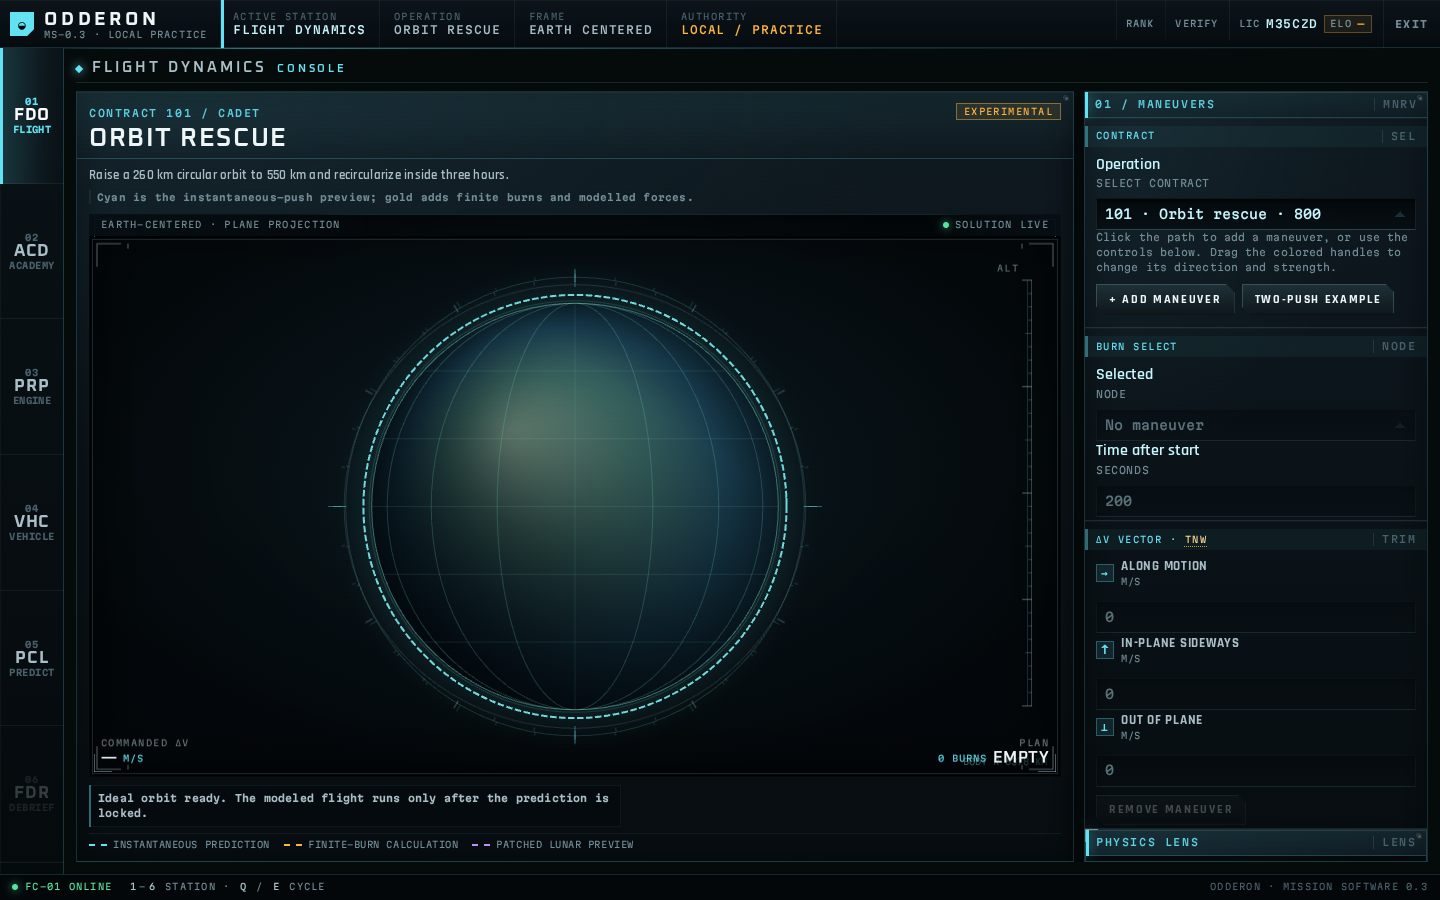 ODDERON
MS-0.3 · LOCAL PRACTICE
ACTIVE STATION
FLIGHT DYNAMICS
OPERATION
ORBIT RESCUE
FRAME
EARTH CENTERED
AUTHORITY
LOCAL / PRACTICE
RANK
VERIFY
LIC M35CZD
ELO —
EXIT
01
FDO
FLIGHT
02
ACD
ACADEMY
03
PRP
ENGINE
04
VHC
VEHICLE
05
PCL
PREDICT
06
FDR
DEBRIEF
FLIGHT DYNAMICS CONSOLE
CONTRACT 101 / CADET
ORBIT RESCUE
EXPERIMENTAL
Raise a 260 km circular orbit to 550 km and recircularize inside three hours.
Cyan is the instantaneous-push preview; gold adds finite burns and modelled forces.
EARTH-CENTERED · PLANE PROJECTION
SOLUTION LIVE
ALT
COMMANDED ΔV
— M/S
PLAN
0 BURNS EMPTY
Ideal orbit ready. The modeled flight runs only after the prediction is
locked.
INSTANTANEOUS PREDICTION
FINITE-BURN CALCULATION
PATCHED LUNAR PREVIEW
01 / MANEUVERS
MNRV
CONTRACT
SEL
Operation
SELECT CONTRACT
101 · Orbit rescue · 800
Click the path to add a maneuver, or use the
controls below. Drag the colored handles to
change its direction and strength.
+ ADD MANEUVER
TWO-PUSH EXAMPLE
BURN SELECT
NODE
Selected
NODE
No maneuver
Time after start
SECONDS
200
ΔV VECTOR · TNW
TRIM
→ ALONG MOTION
M/S
0
↑ IN-PLANE SIDEWAYS
M/S
0
⊥ OUT OF PLANE
M/S
0
REMOVE MANEUVER
PHYSICS LENS
LENS
FC-01 ONLINE
1-6 STATION · Q / E CYCLE
ODDERON · MISSION SOFTWARE 0.3